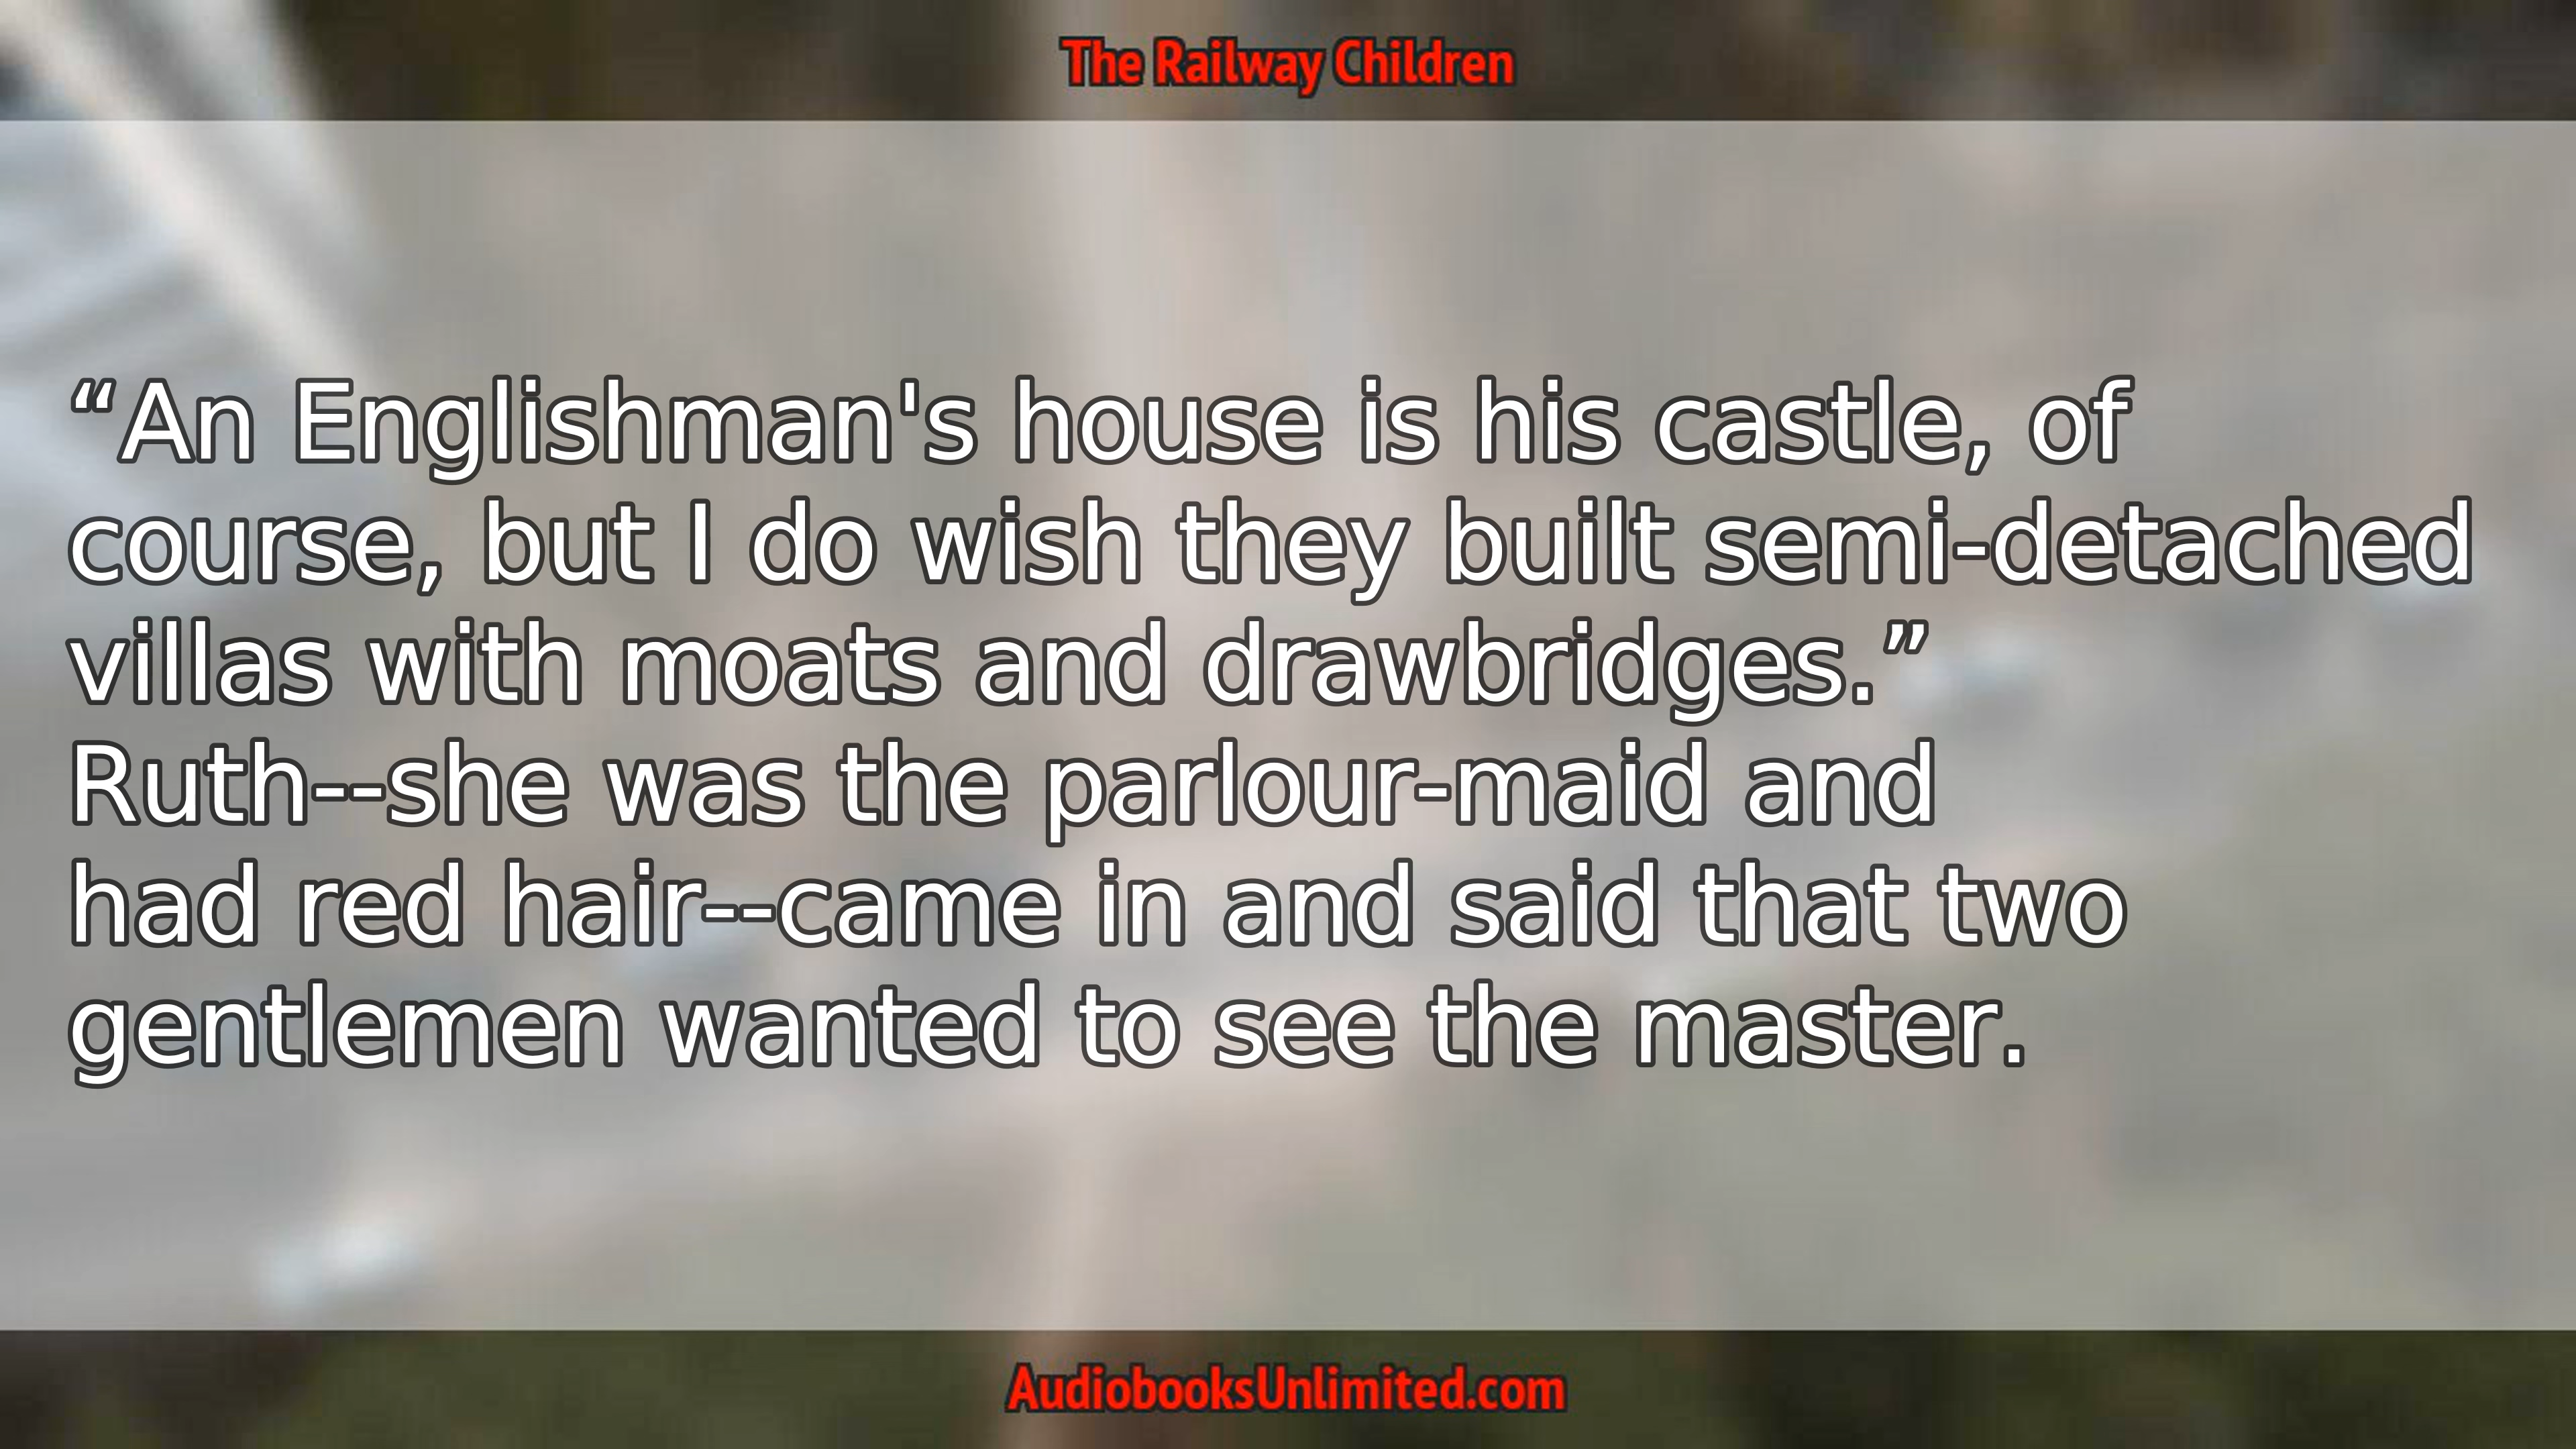 The Railway Children
“An Englishman's house is his castle, of
course, but I do wish they built semi-detached
villas with moats and drawbridges.”
Ruth--she was the parlour-maid and
had red hair--came in and said that two
gentlemen wanted to see the master.
AudiobooksUnlimited.com